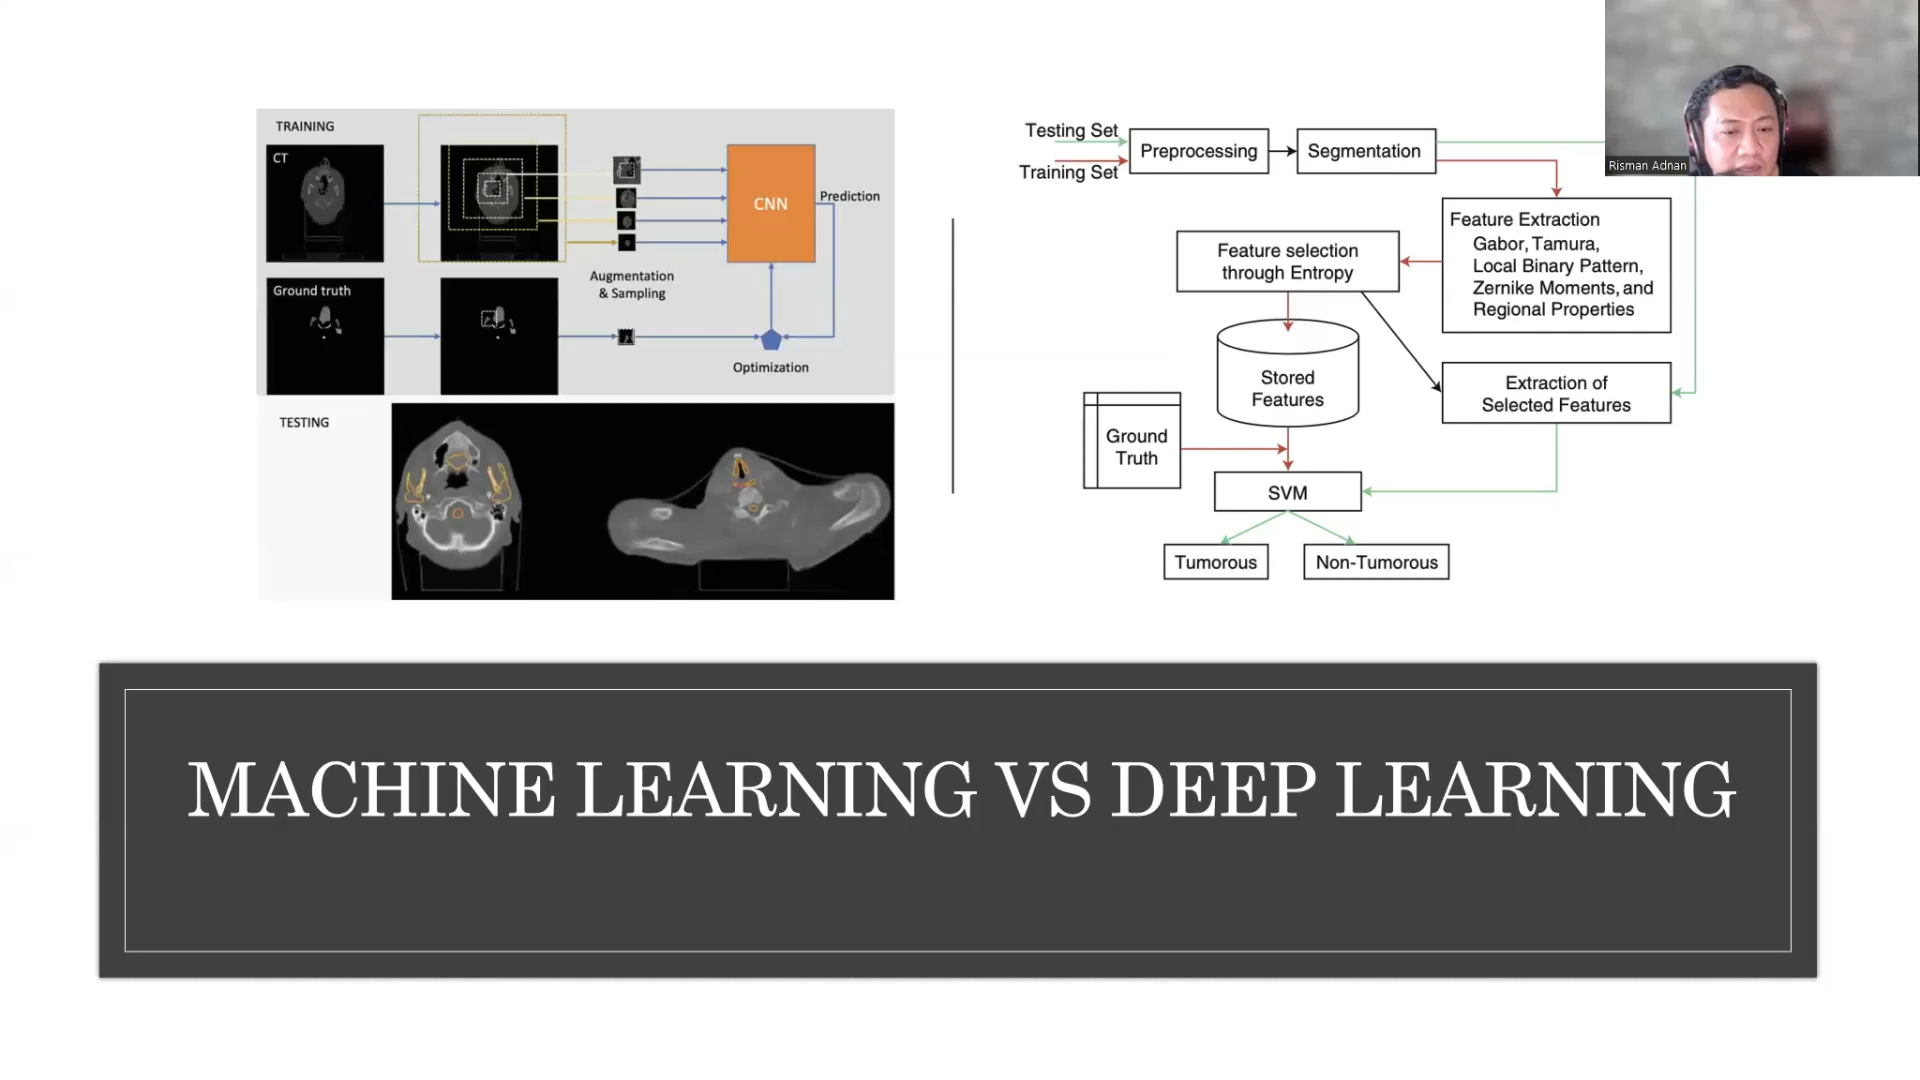 TRAINING
CT
Ground truth
Augmentation
& Sampling
CNN
Prediction
Optimization
TESTING
Testing Set
Training Set
Preprocessing
Segmentation
Feature Extraction
Gabor, Tamura,
Local Binary Pattern,
Zernike Moments, and
Regional Properties
Feature selection
through Entropy
Stored
Features
Extraction of
Selected Features
Ground
Truth
SVM
Tumorous
Non-Tumorous
Risman Adnan
MACHINE LEARNING VS DEEP LEARNING